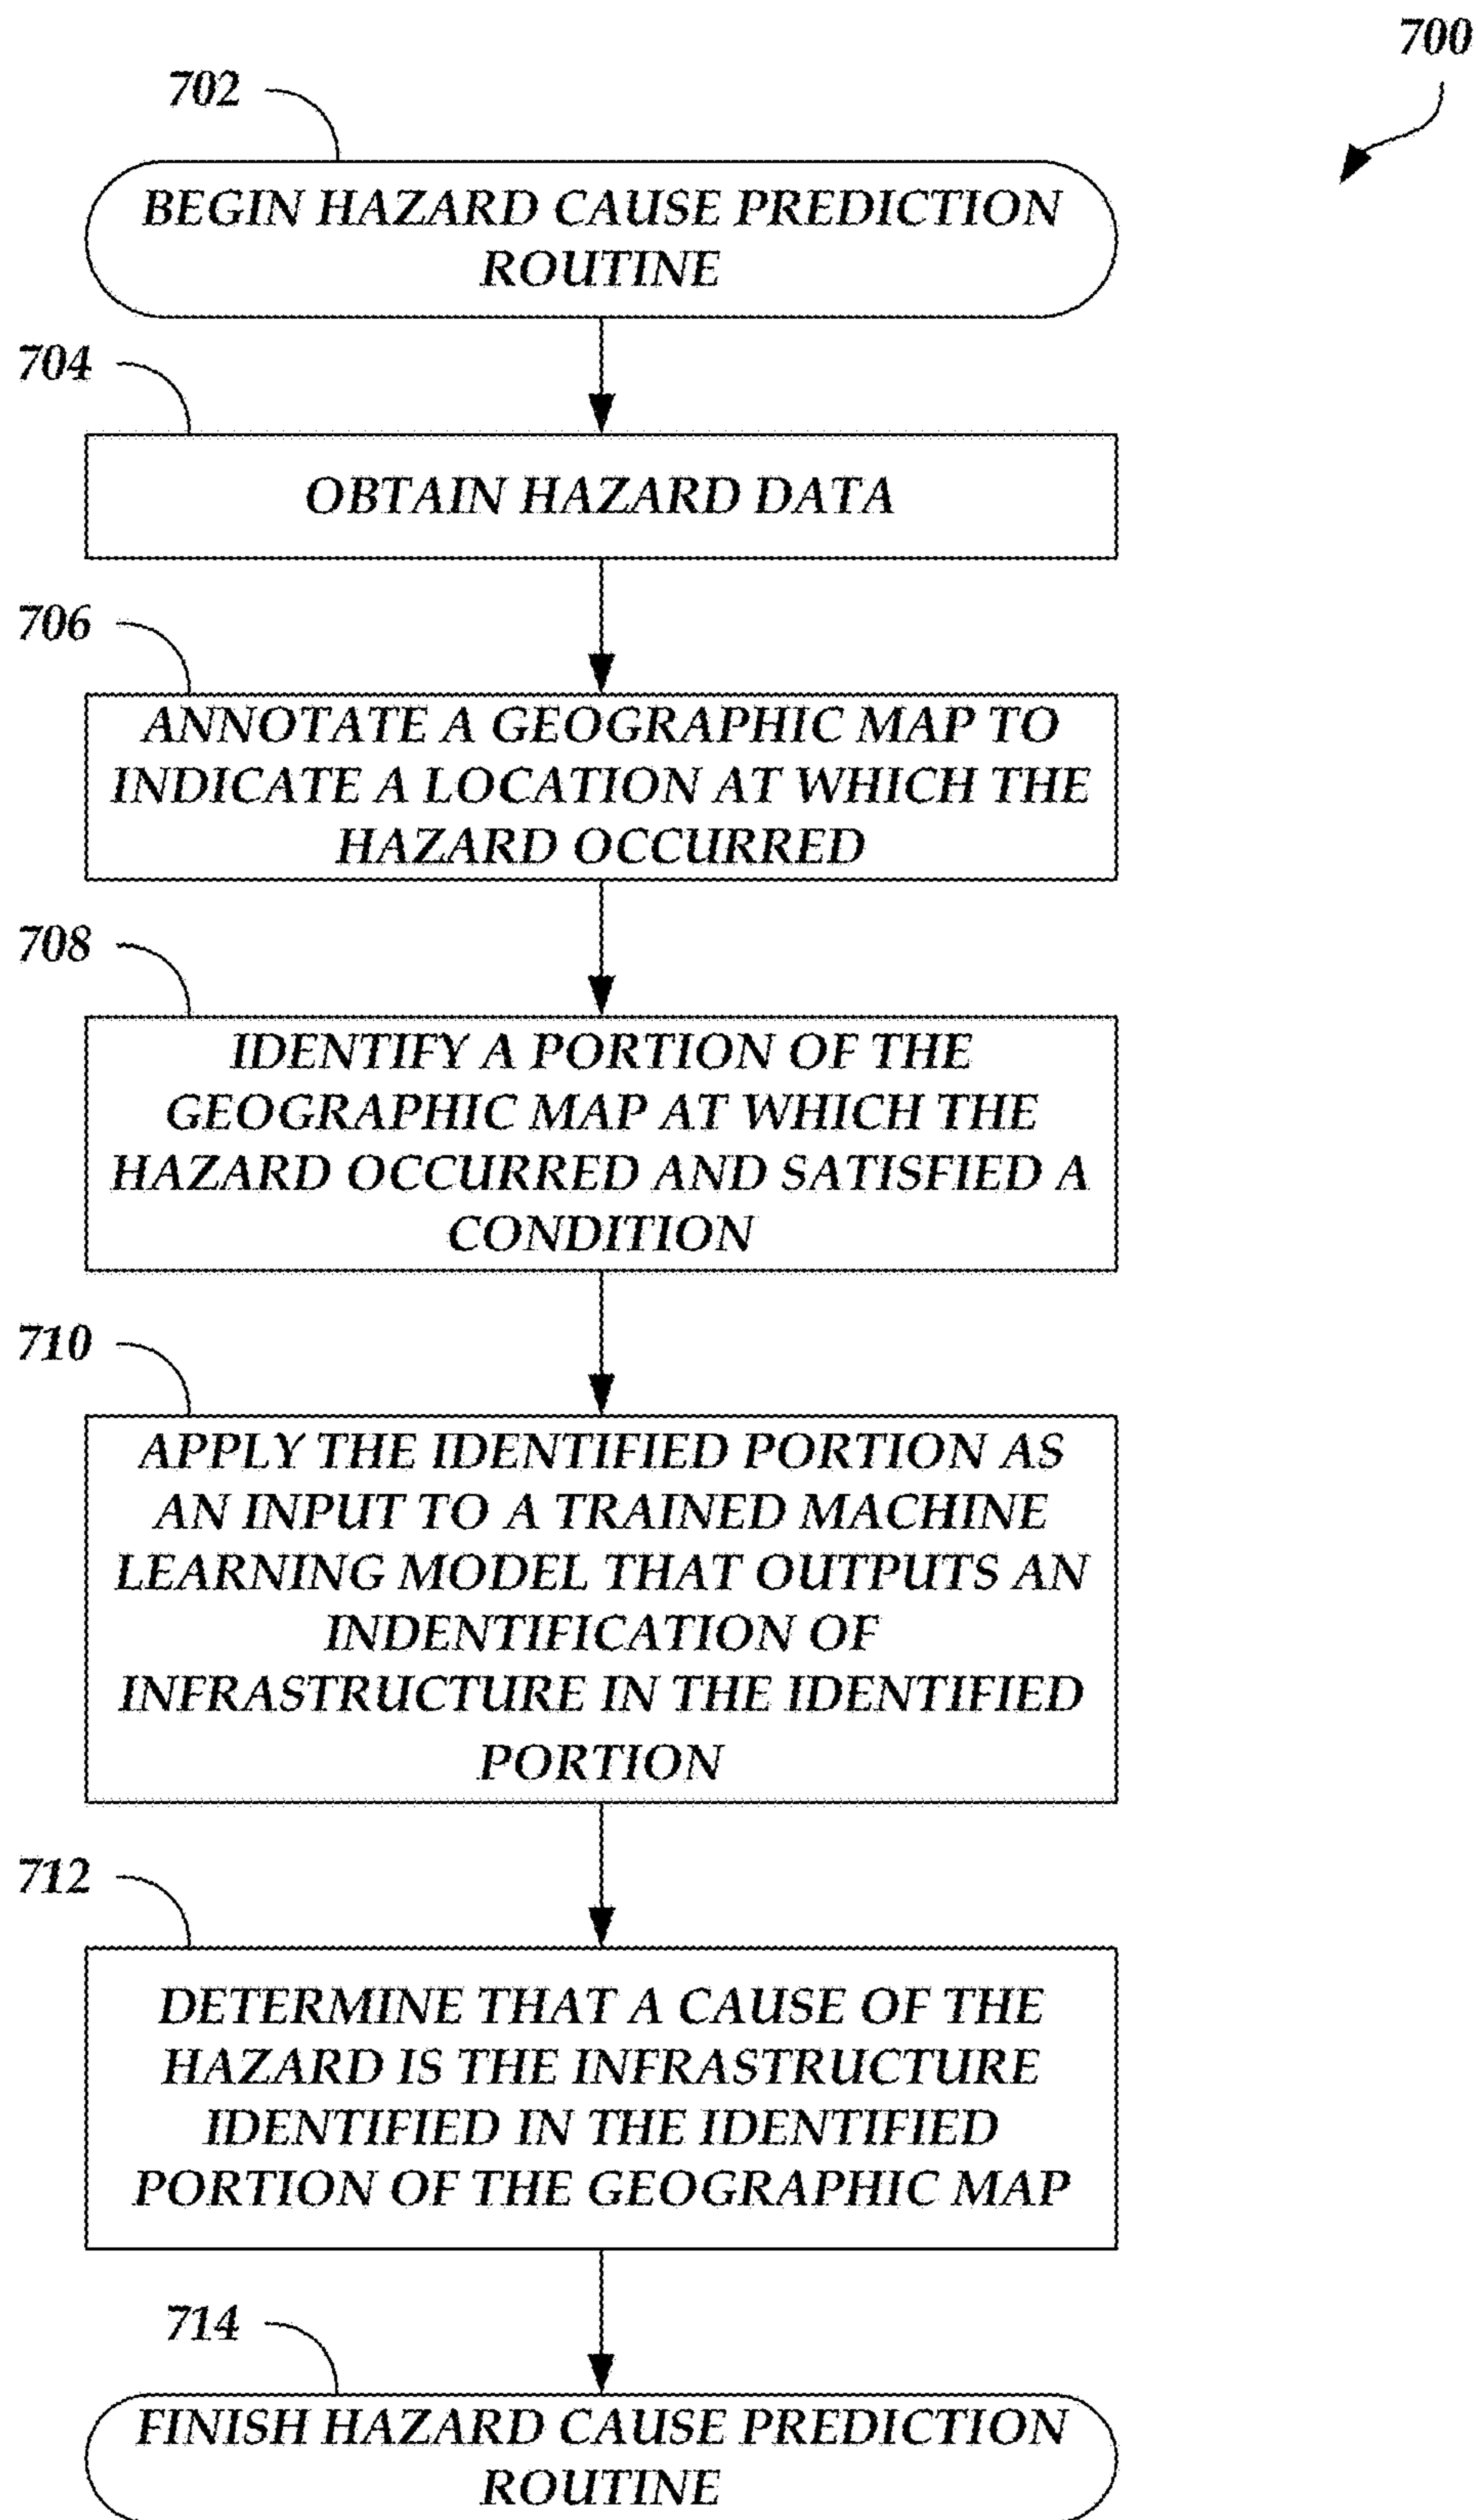 700
702
BEGIN HAZARD CAUSE PREDICTION
ROUTINE
704
OBTAIN HAZARD DATA
706
ANNOTATE A GEOGRAPHIC MAP TO
INDICATE A LOCATION AT WHICH THE
HAZARD OCCURRED
708
IDENTIFY A PORTION OF THE
GEOGRAPHIC MAP AT WHICH THE
HAZARD OCCURRED AND SATISFIED A
CONDITION
710
APPLY THE IDENTIFIED PORTION AS
AN INPUT TO A TRAINED MACHINE
LEARNING MODEL THAT OUTPUTS AN
INDENTIFICATION OF
INFRASTRUCTURE IN THE IDENTIFIED
PORTION
712
DETERMINE THAT A CAUSE OF THE
HAZARD IS THE INFRASTRUCTURE
IDENTIFIED IN THE IDENTIFIED
PORTION OF THE GEOGRAPHIC MAP
714
FINISH HAZARD CAUSE PREDICTION
ROUTINE